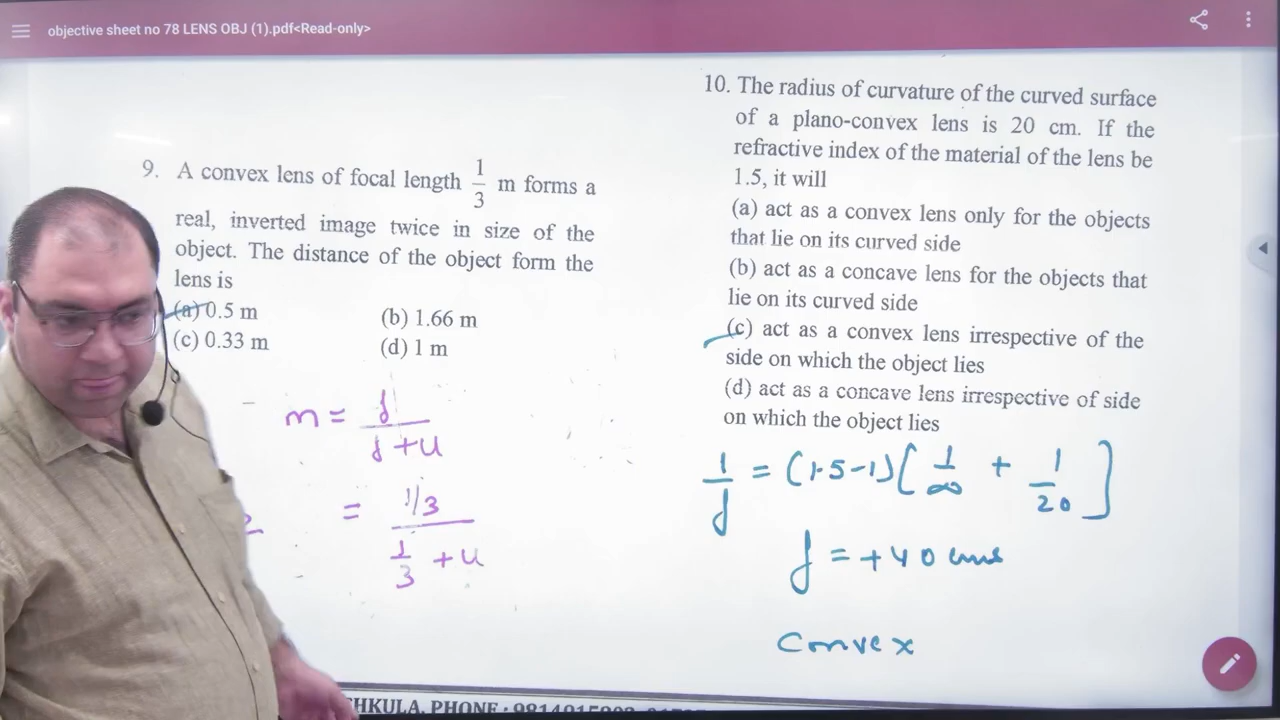 objective sheet no 78 LENS OBJ (1).pdf<Read-only>
9. A convex lens of focal length 1/3 m forms a
real, inverted image twice in size of the
object. The distance of the object form the
lens is
(a) 0.5 m (b) 1.66 m
(c) 0.33 m (d) 1 m
m = f/f+u
= 1/3 / 1/3 + u
10. The radius of curvature of the curved surface
of a plano-convex lens is 20 cm. If the
refractive index of the material of the lens be
1.5, it will
(a) act as a convex lens only for the objects
that lie on its curved side
(b) act as a concave lens for the objects that
lie on its curved side
(c) act as a convex lens irrespective of the
side on which the object lies
(d) act as a concave lens irrespective of side
on which the object lies
1/f = (1.5-1)[1/∞ + 1/20]
f = +40 cms
Convex
HKULA, PHONE :